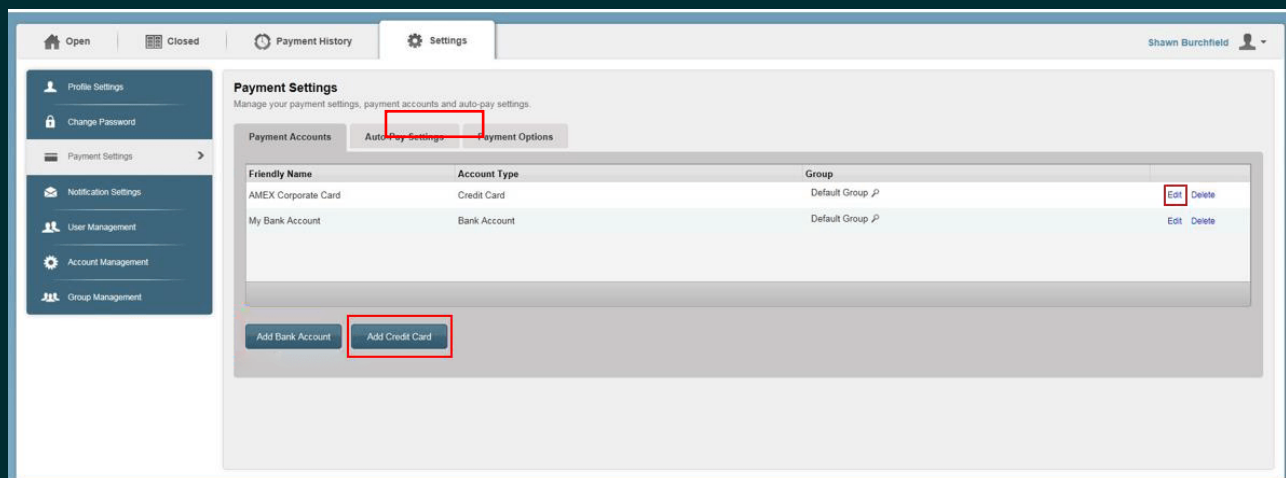 Open Closed Payment History Settings Shawn Burchfield
Profile Settings
Change Password
Payment Settings
Notification Settings
User Management
Account Management
Group Management
Payment Settings
Manage your payment settings, payment accounts and auto-pay settings.
Payment Accounts Auto Pay Settings Payment Options
Friendly Name Account Type Group
AMEX Corporate Card Credit Card Default Group Edit Delete
My Bank Account Bank Account Default Group Edit Delete
Add Bank Account Add Credit Card